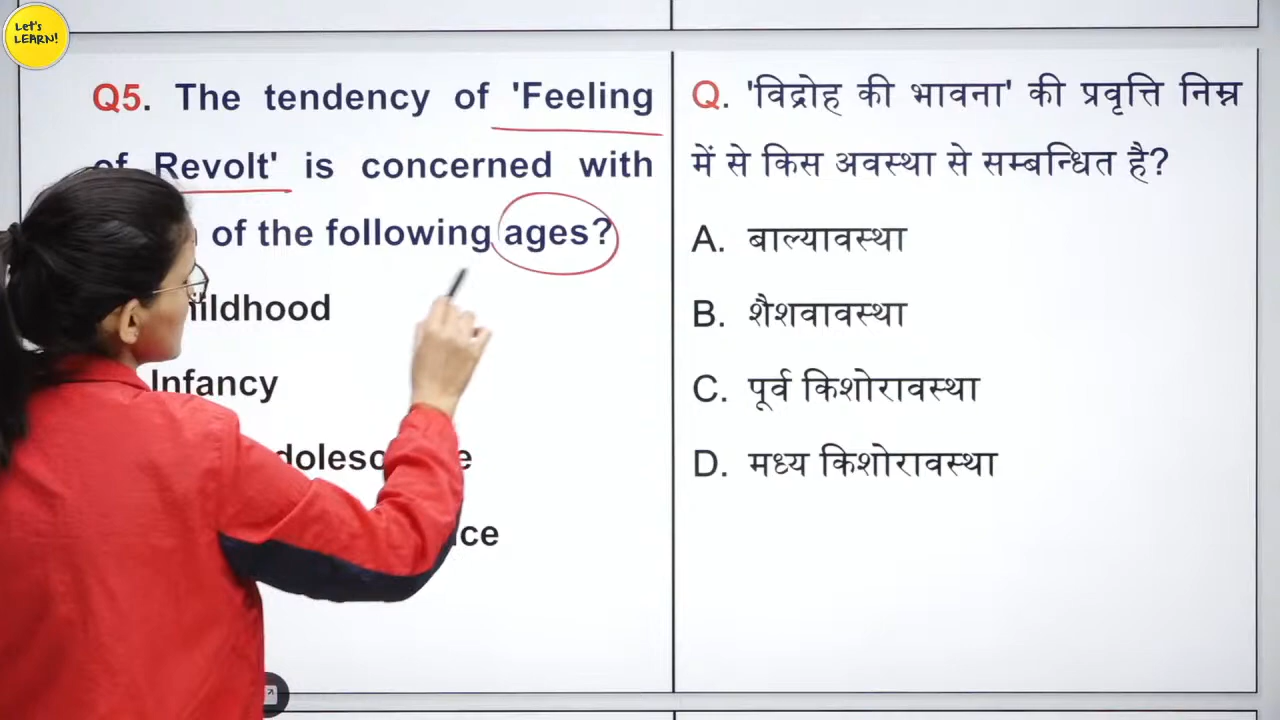 Let's
LEARN!
Q5. The tendency of 'Feeling
of Revolt' is concerned with
of the following ages?
hildhood
Infancy
dolesc e
ce
Q. 'विद्रोह की भावना' की प्रवृत्ति निम्न
में से किस अवस्था से सम्बन्धित है?
A. बाल्यावस्था
B. शैशवावस्था
C. पूर्व किशोरावस्था
D. मध्य किशोरावस्था